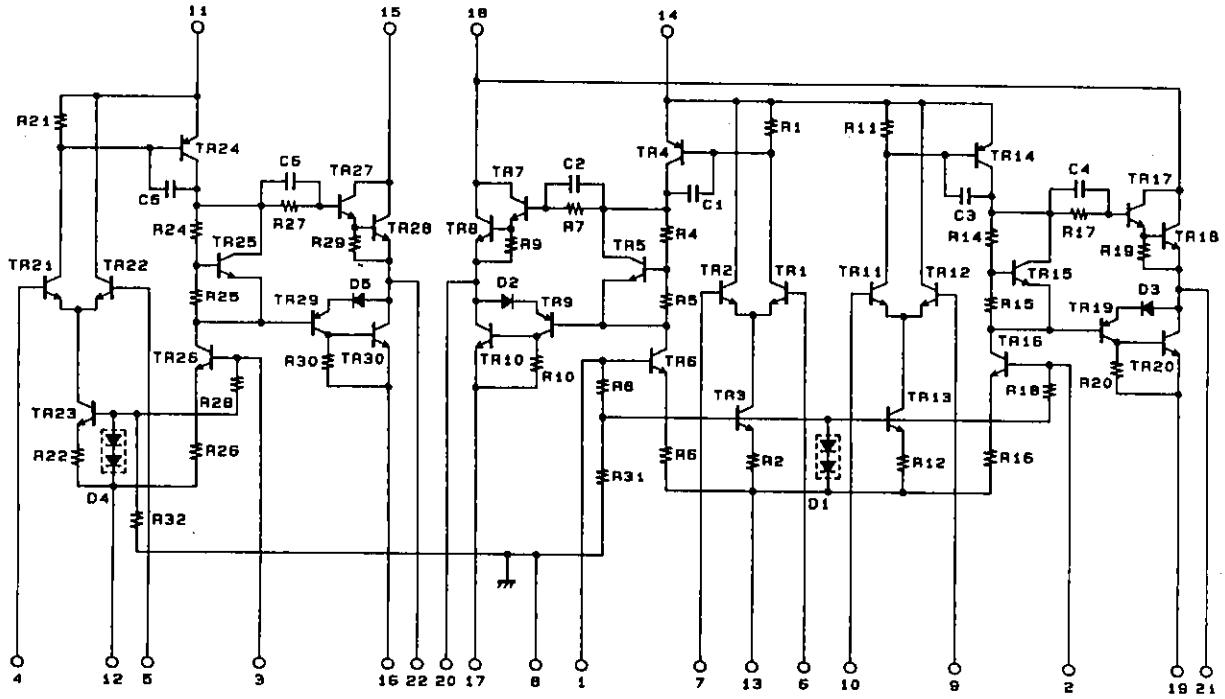 11
15
18
14
R21
TR24
C5
C6
TR27
R27
R24
TR25
R29
TR28
TR21
TR22
R25
D5
TR29
TR26
R30
TR30
R28
TR23
R22
R26
D4
R32
TR7
C2
TR4
R1
C1
TR8
R9
R7
R4
TR5
D2
TR9
R5
TR2
TR1
TR10
R10
TR6
R8
TR3
R6
R2
R31
D1
R11
TR14
C4
TR17
C3
R17
R14
R19
TR18
TR11
TR12
TR15
R15
D3
TR19
TR16
R20
TR20
R18
TR13
R12
R16
4
12
5
3
16
22
20
17
8
1
7
13
6
10
9
2
19
21